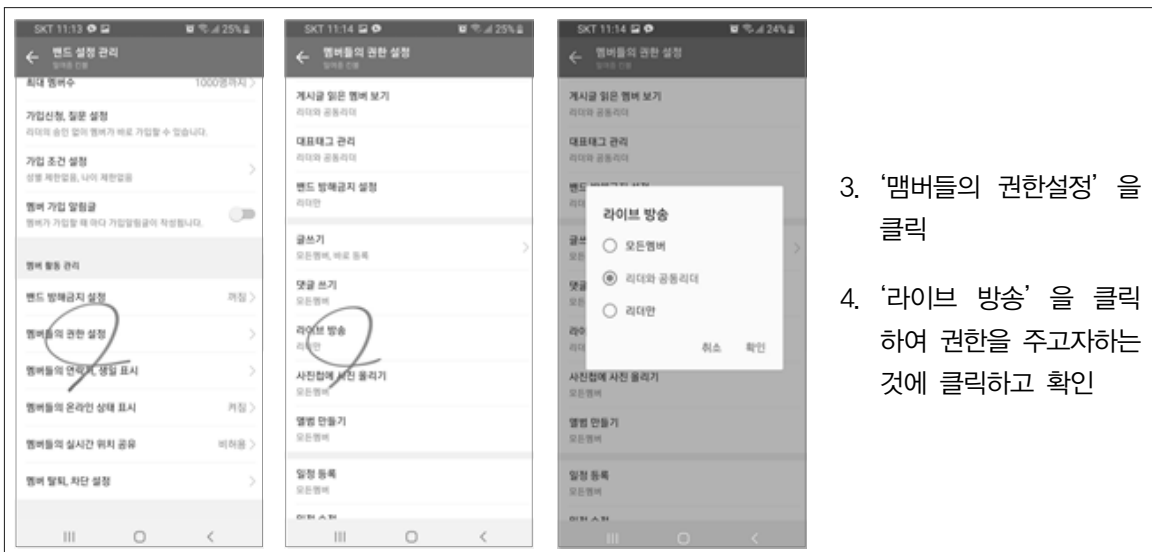 SKT 11:13
25%
밴드 설정 관리
최대 멤버수
1000명까지 >
가입신청, 질문 설정
리더의 승인 없이 멤버가 바로 가입할 수 있습니다.
가입 조건 설정
성별 제한없음, 나이 제한없음
멤버 가입 알림글
멤버가 가입할 때 마다 가입알림글이 작성됩니다.
멤버 활동 관리
밴드 방해금지 설정
꺼짐 >
멤버들의 권한 설정
멤버들의 연락처, 생일 표시
멤버들의 온라인 상태 표시
켜짐 >
멤버들의 실시간 위치 공유
비허용 >
멤버 탈퇴, 차단 설정
SKT 11:14
25%
멤버들의 권한 설정
게시글 읽은 멤버 보기
리더와 공동리더
대표태그 관리
리더와 공동리더
밴드 방해금지 설정
리더만
글쓰기
모든멤버, 바로 등록
댓글 쓰기
모든멤버
라이브 방송
리더만
사진첩에 사진 올리기
모든멤버
앨범 만들기
모든멤버
일정 등록
모든멤버
SKT 11:14
24%
멤버들의 권한 설정
게시글 읽은 멤버 보기
리더와 공동리더
대표태그 관리
리더와 공동리더
라이브 방송
모든멤버
리더와 공동리더
리더만
취소 확인
사진첩에 사진 올리기
모든멤버
앨범 만들기
모든멤버
일정 등록
모든멤버
3. ‘맴버들의 권한설정’ 을
클릭
4. ‘라이브 방송’ 을 클릭
하여 권한을 주고자하는
것에 클릭하고 확인